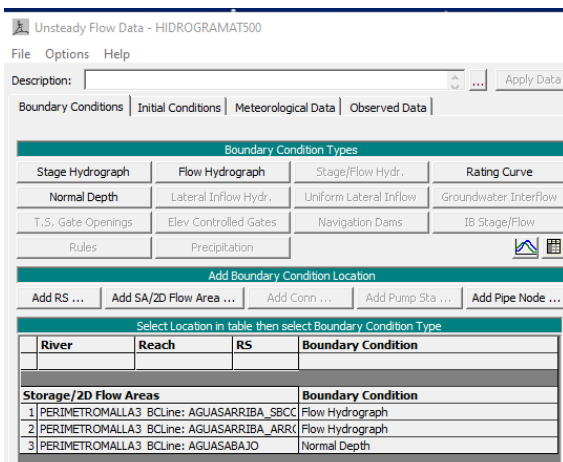 Unsteady Flow Data - HIDROGRAMAT500
File Options Help
Description: ... Apply Data
Boundary Conditions Initial Conditions Meteorological Data Observed Data
Boundary Condition Types
Stage Hydrograph Flow Hydrograph Stage/Flow Hydr. Rating Curve
Normal Depth Lateral Inflow Hydr. Uniform Lateral Inflow Groundwater Interflow
T.S. Gate Openings Elev Controlled Gates Navigation Dams IB Stage/Flow
Rules Precipitation
Add Boundary Condition Location
Add RS ... Add SA/2D Flow Area ... Add Conn ... Add Pump Sta ... Add Pipe Node ...
Select Location in table then select Boundary Condition Type
River Reach RS Boundary Condition
Storage/2D Flow Areas Boundary Condition
1 PERIMETROMALLA3 BCLine: AGUASARRIBA_SBCC Flow Hydrograph
2 PERIMETROMALLA3 BCLine: AGUASARRIBA_ARR Flow Hydrograph
3 PERIMETROMALLA3 BCLine: AGUASABAJO Normal Depth